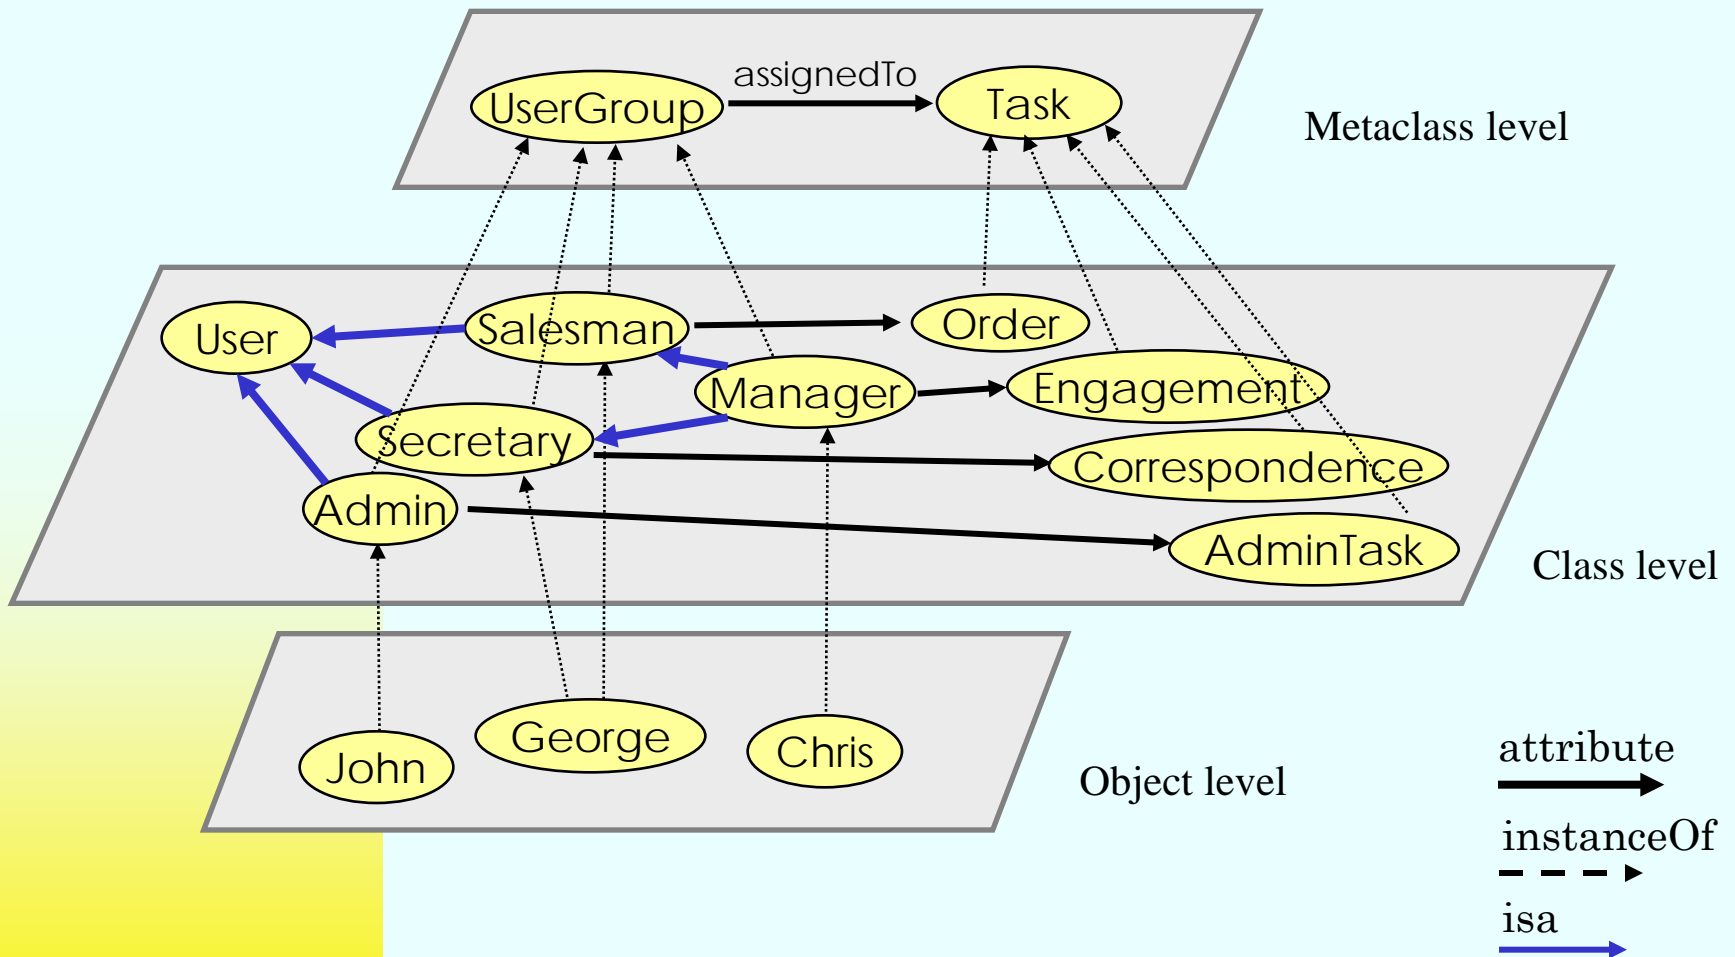 assignedTo
UserGroup
Task
Metaclass level
User
Salesman
Order
Manager
Engagement
Secretary
Correspondence
Admin
AdminTask
Class level
John
George
Chris
Object level
attribute
instanceOf
isa